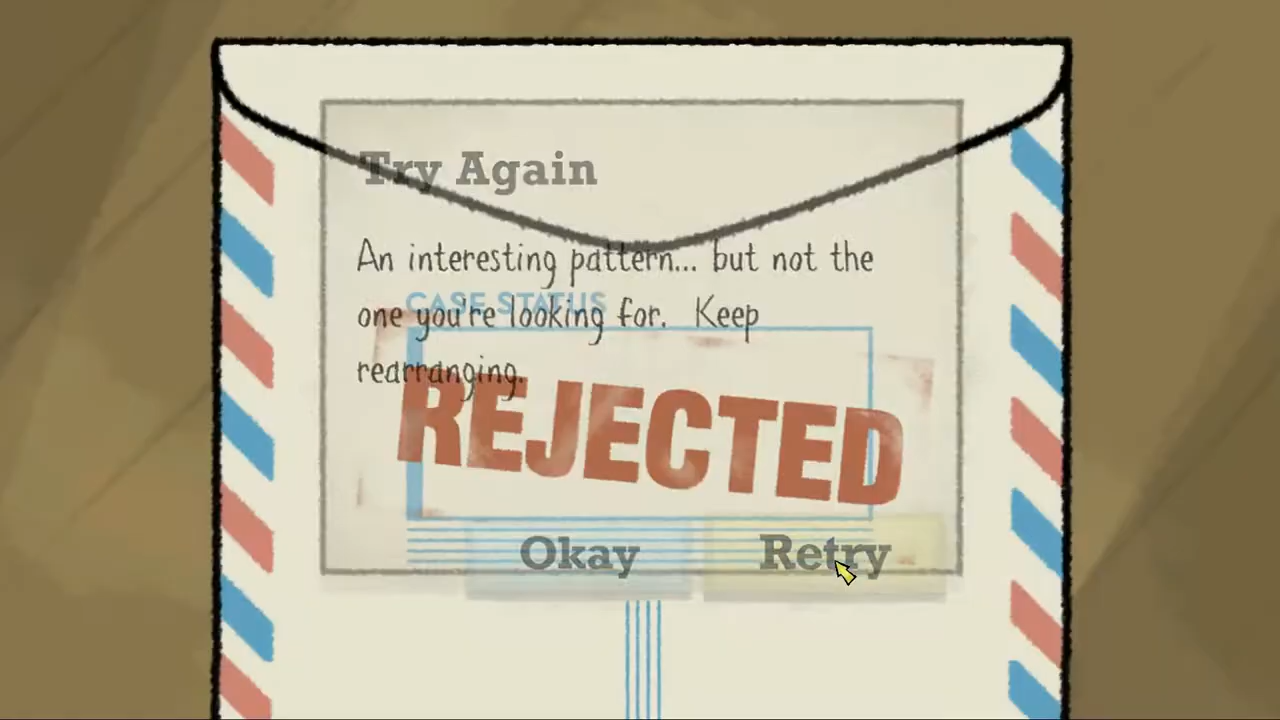 Try Again
An interesting pattern... but not the
CASE STATUS
one you're looking for. Keep
rearranging.
REJECTED
Okay
Retry